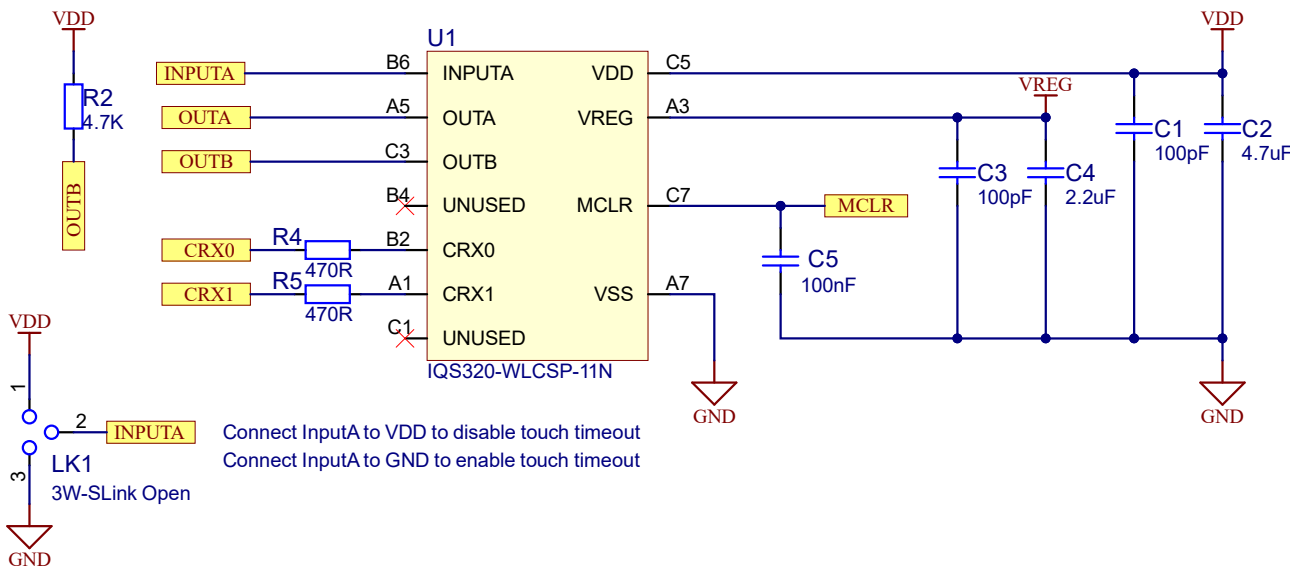 VDD
R2
4.7K
OUTB
U1
INPUTA
B6
INPUTA
OUTA
A5
OUTA
OUTB
C3
OUTB
B4
UNUSED
CRX0
R4
470R
B2
CRX0
CRX1
R5
470R
A1
CRX1
C1
UNUSED
IQS320-WLCSP-11N
VDD
C5
VREG
A3
MCLR
C7
VSS
A7
GND
MCLR
C5
100nF
VREG
C3
100pF
C4
2.2uF
VDD
C1
100pF
C2
4.7uF
GND
VDD
1
2
INPUTA
3
LK1
3W-SLink Open
GND
Connect InputA to VDD to disable touch timeout
Connect InputA to GND to enable touch timeout